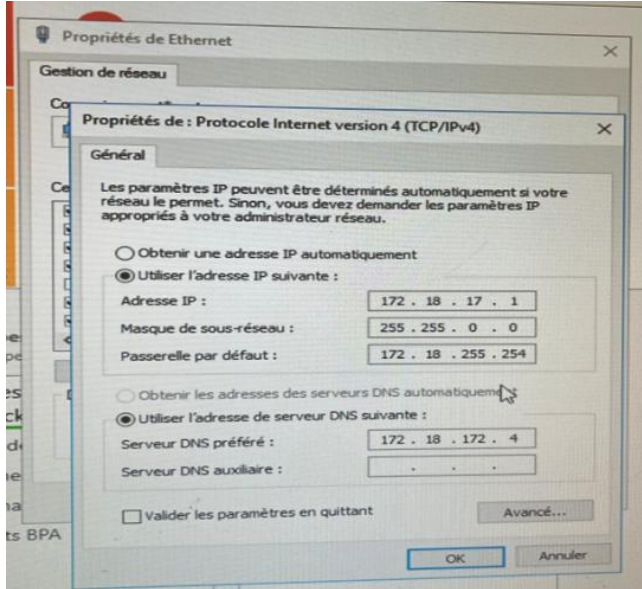 Propriétés de Ethernet
Gestion de réseau
Propriétés de : Protocole Internet version 4 (TCP/IPv4)
Général
Les paramètres IP peuvent être déterminés automatiquement si votre
réseau le permet. Sinon, vous devez demander les paramètres IP
appropriés à votre administrateur réseau.
Obtenir une adresse IP automatiquement
Utiliser l'adresse IP suivante :
Adresse IP : 172 . 18 . 17 . 1
Masque de sous-réseau : 255 . 255 . 0 . 0
Passerelle par défaut : 172 . 18 . 255 . 254
Obtenir les adresses des serveurs DNS automatiquement
Utiliser l'adresse de serveur DNS suivante :
Serveur DNS préféré : 172 . 18 . 172 . 4
Serveur DNS auxiliaire : . . .
Valider les paramètres en quittant
Avancé...
ts BPA
OK Annuler